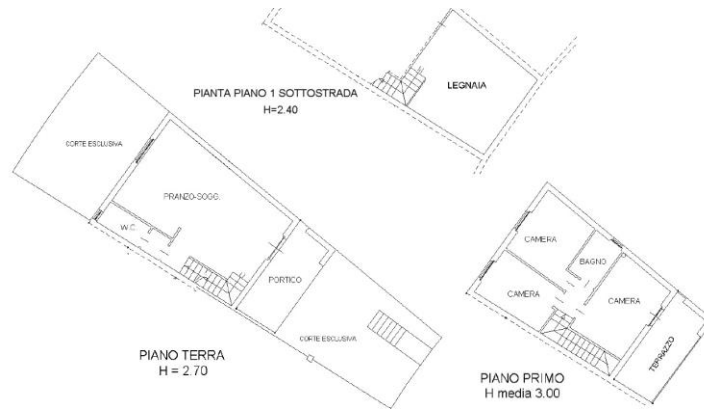 PIANTA PIANO 1 SOTTOSTRADA
H=2.40
LEGNAIA
CORTE ESCLUSIVA
PRANZO-SOGG.
W.C.
PORTICO
CORTE ESCLUSIVA
PIANO TERRA
H = 2.70
CAMERA
BAGNO
CAMERA
CAMERA
TERRAZZO
PIANO PRIMO
H media 3.00